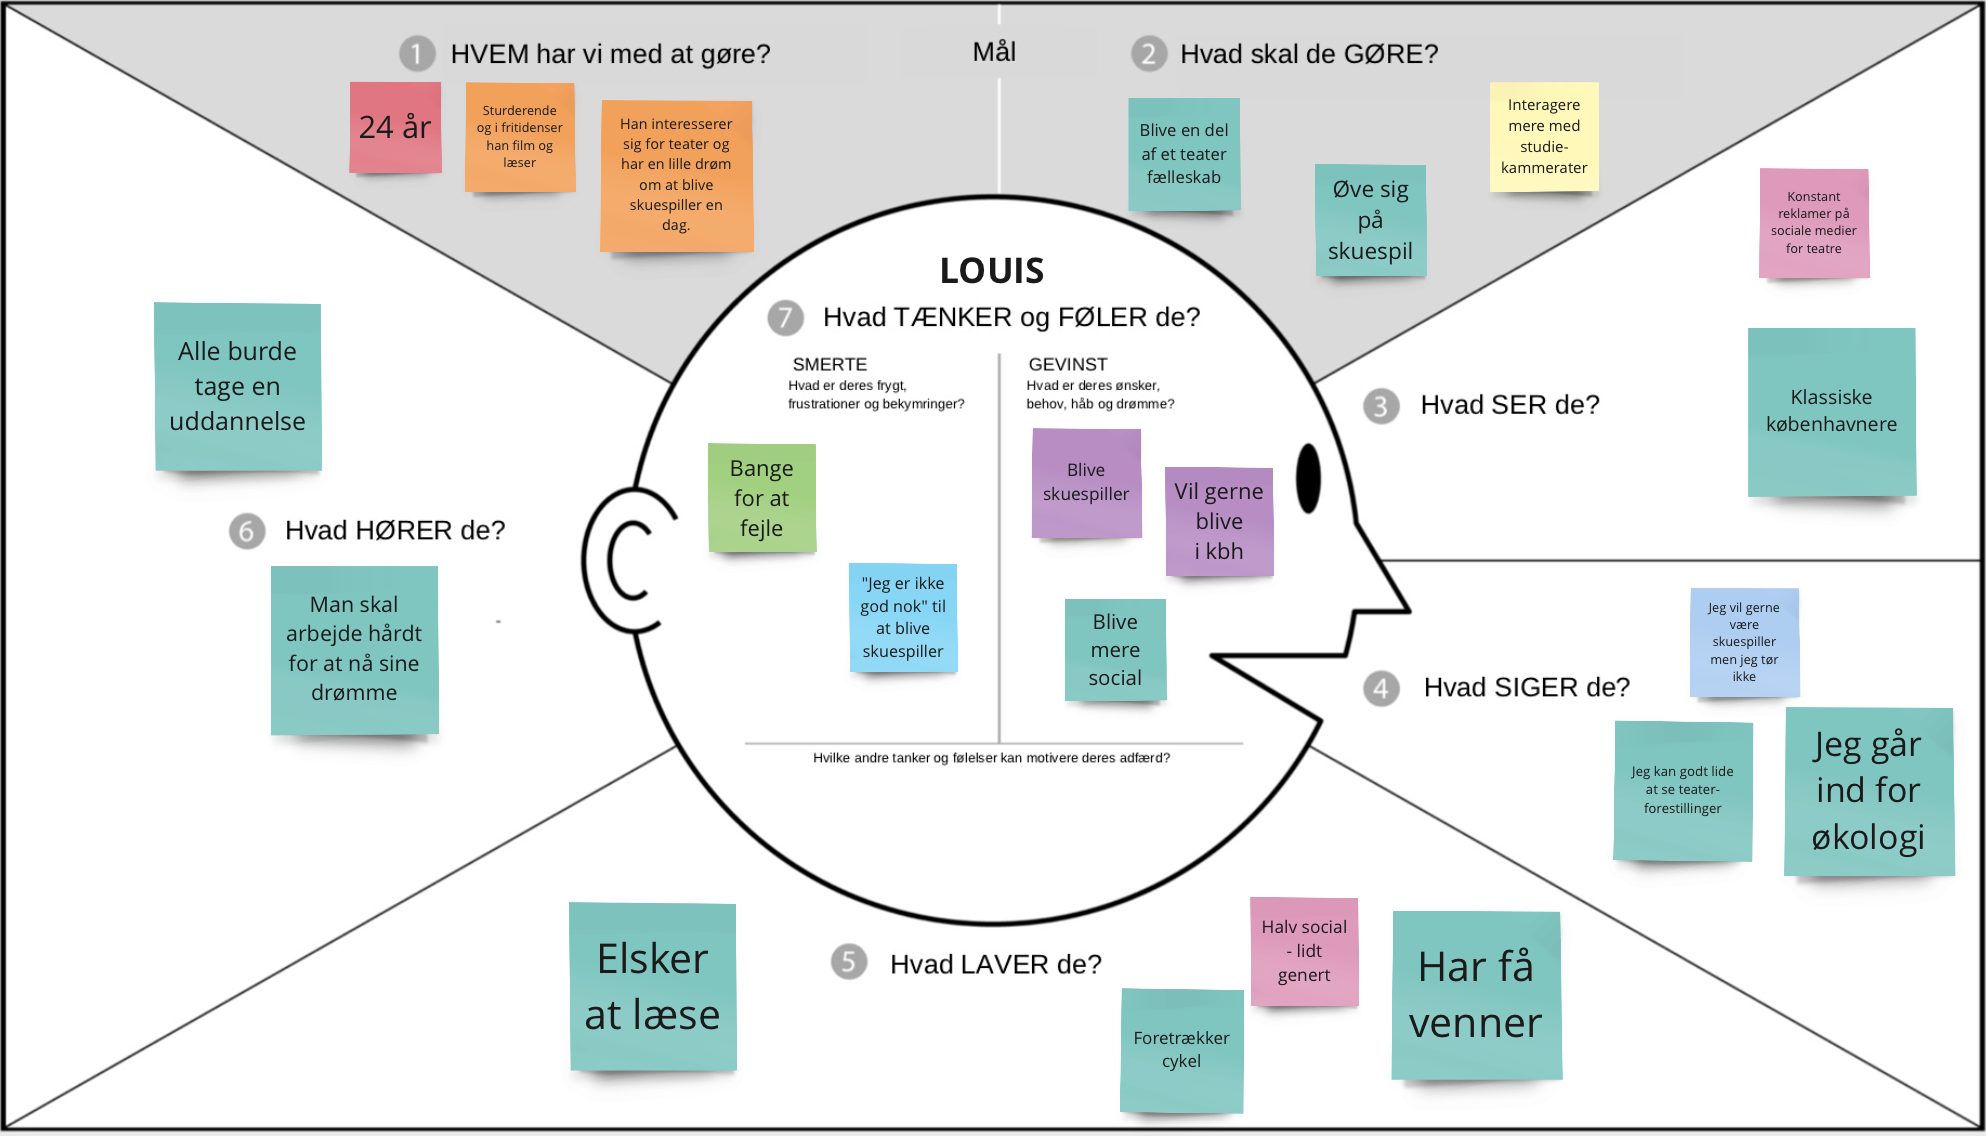 1 HVEM har vi med at gøre?
24 år
Sturderende
og i fritidenser
han film og
læser
Han interesserer
sig for teater og
har en lille drøm
om at blive
skuespiller en
dag.
Mål
2 Hvad skal de GØRE?
Blive en del
af et teater
fælleskab
Øve sig
på
skuespil
Interagere
mere med
studie-
kammerater
Konstant
reklamer på
sociale medier
for teatre
3 Hvad SER de?
Klassiske
københavnere
4 Hvad SIGER de?
Jeg vil gerne
være
skuespiller
men jeg tør
ikke
Jeg kan godt lide
at se teater-
forestillinger
Jeg går
ind for
økologi
5 Hvad LAVER de?
Elsker
at læse
Halv social
- lidt
genert
Foretrækker
cykel
Har få
venner
6 Hvad HØRER de?
Alle burde
tage en
uddannelse
Man skal
arbejde hårdt
for at nå sine
drømme
LOUIS
7 Hvad TÆNKER og FØLER de?
SMERTE
Hvad er deres frygt,
frustrationer og bekymringer?
Bange
for at
fejle
"Jeg er ikke
god nok" til
at blive
skuespiller
GEVINST
Hvad er deres ønsker,
behov, håb og drømme?
Blive
skuespiller
Vil gerne
blive
i kbh
Blive
mere
social
Hvilke andre tanker og følelser kan motivere deres adfærd?